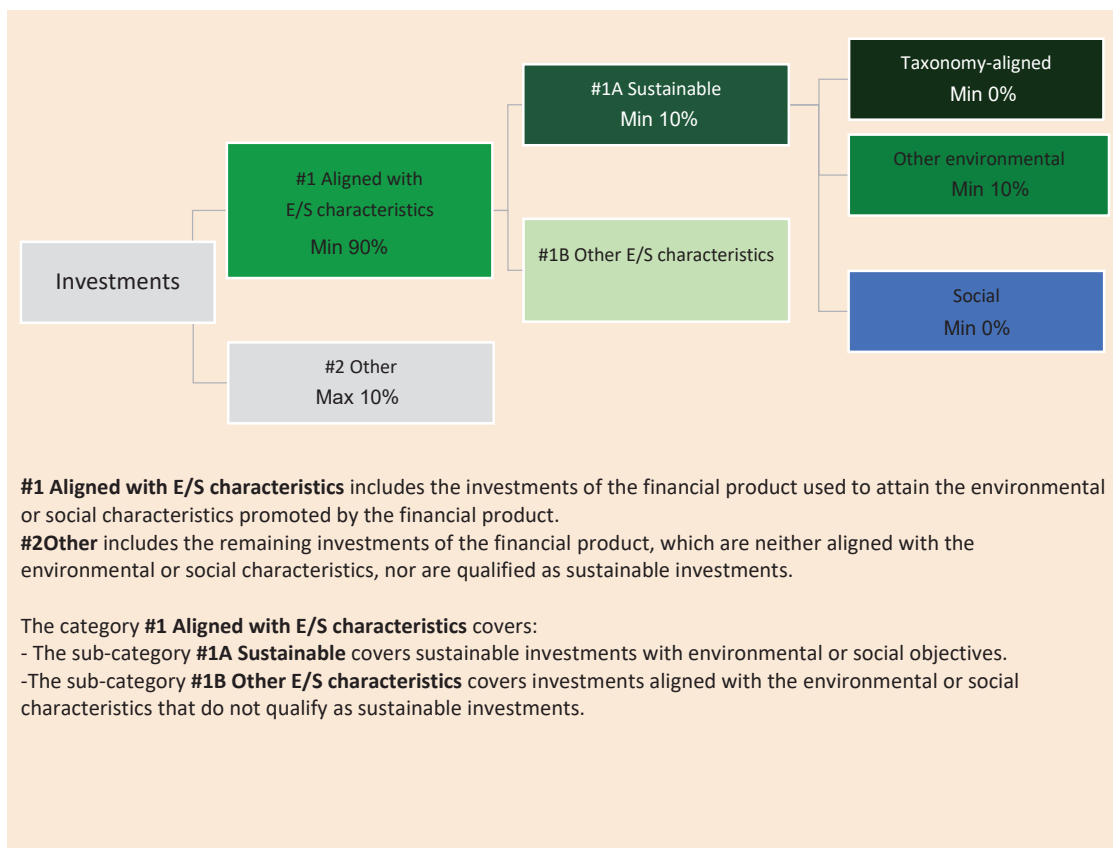 Investments
#1 Aligned with
E/S characteristics
Min 90%
#2 Other
Max 10%
#1A Sustainable
Min 10%
#1B Other E/S characteristics
Taxonomy-aligned
Min 0%
Other environmental
Min 10%
Social
Min 0%
#1 Aligned with E/S characteristics includes the investments of the financial product used to attain the environmental
or social characteristics promoted by the financial product.
#2Other includes the remaining investments of the financial product, which are neither aligned with the
environmental or social characteristics, nor are qualified as sustainable investments.
The category #1 Aligned with E/S characteristics covers:
- The sub-category #1A Sustainable covers sustainable investments with environmental or social objectives.
-The sub-category #1B Other E/S characteristics covers investments aligned with the environmental or social
characteristics that do not qualify as sustainable investments.